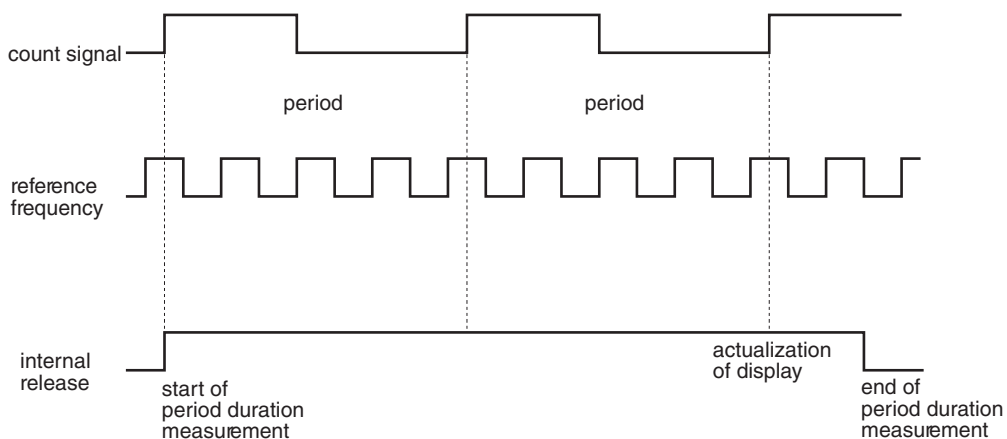 count signal
period
period
reference
frequency
internal
release
start of
period duration
measurement
actualization
of display
end of
period duration
measurement